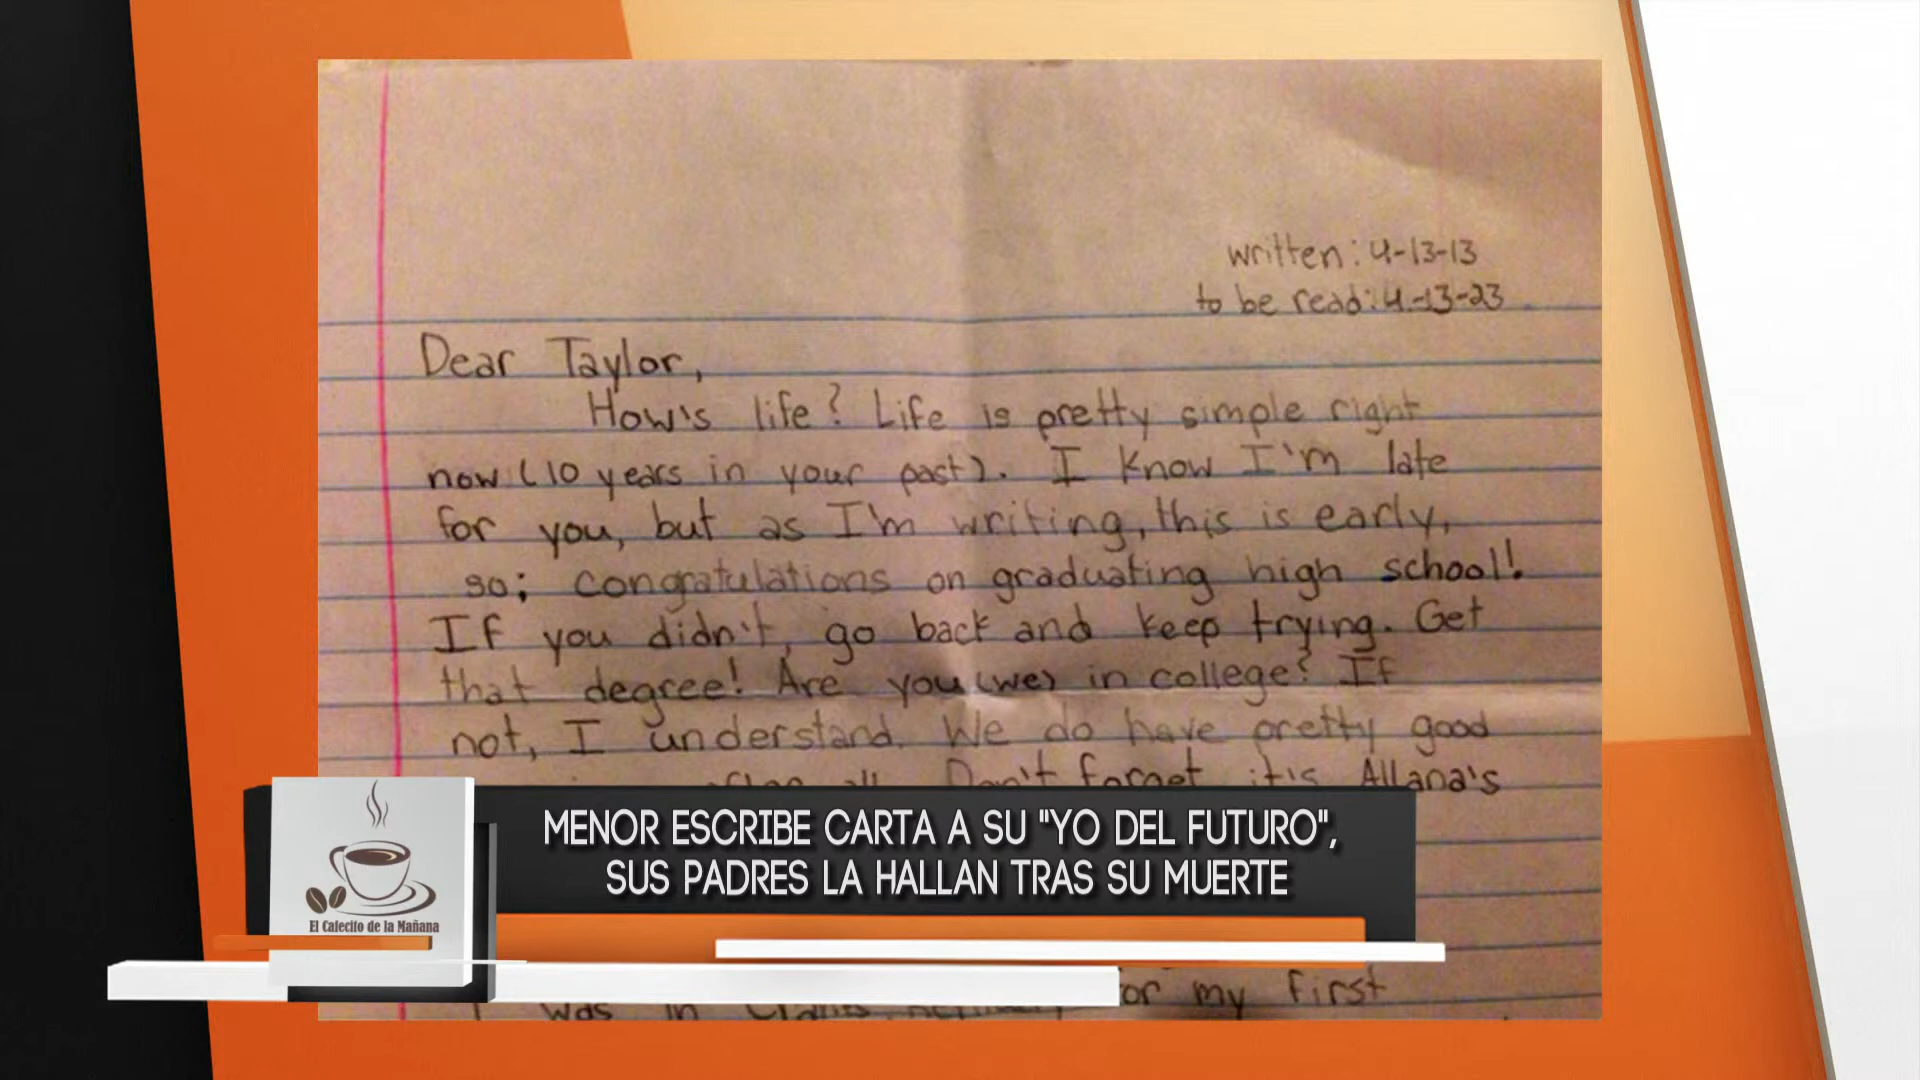 written: 4-13-13
to be read: 4-13-23
Dear Taylor,
How's life? Life is pretty simple right
now (10 years in your past). I know I'm late
for you, but as I'm writing, this is early,
so; congratulations on graduating high school!
If you didn't, go back and keep trying. Get
that degree! Are you (we) in college? If
not, I understand. We do have pretty good
after all. Don't forget it's Allana's
MENOR ESCRIBE CARTA A SU "YO DEL FUTURO",
SUS PADRES LA HALLAN TRAS SU MUERTE
El Cafecito de la Mañana
for my first
was in